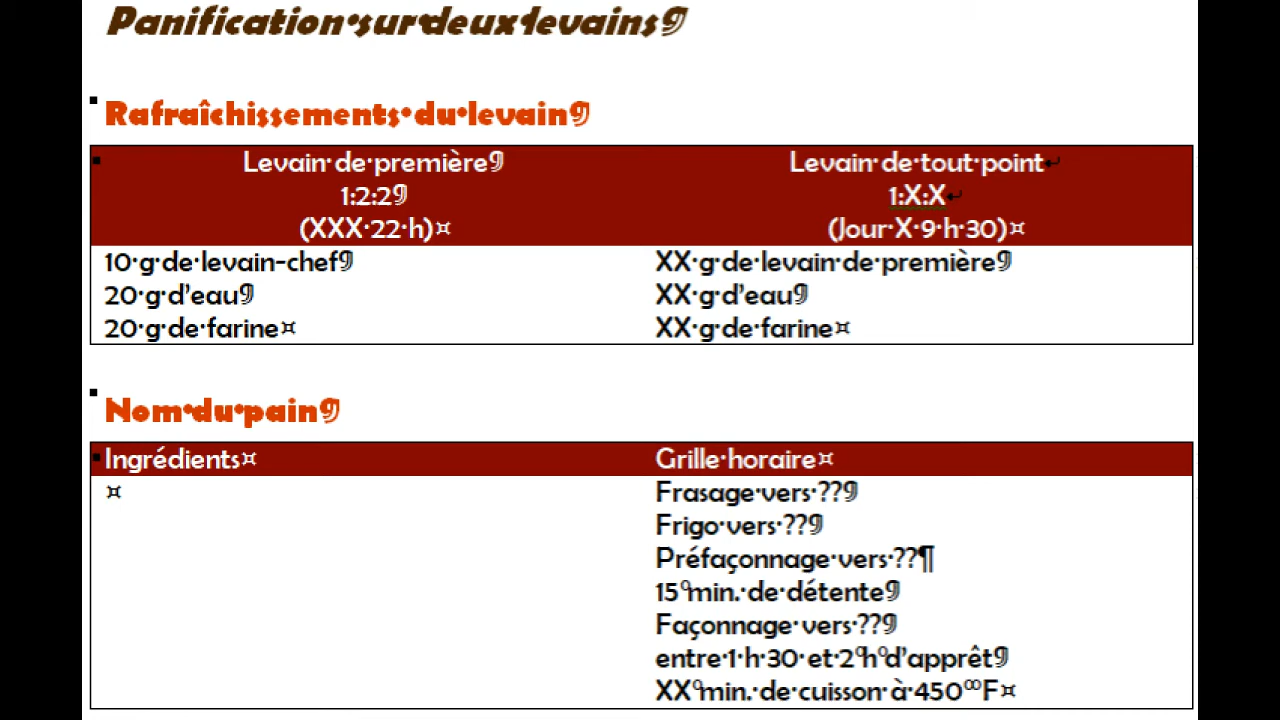 Panification sur deux levains¶
Rafraîchissements du levain¶
Levain de première¶
1:2:2¶
(XXX 22 h)¤
Levain de tout point↵
1:X:X↵
(Jour X 9 h 30)¤
10 g de levain-chef¶
20 g d’eau¶
20 g de farine¤
XX g de levain de première¶
XX g d’eau¶
XX g de farine¤
Nom du pain¶
Ingrédients¤
Grille horaire¤
¤
Frasage vers ??¶
Frigo vers ??¶
Préfaçonnage vers ??¶
15°min. de détente¶
Façonnage vers ??¶
entre 1 h 30 et 2°h°d’apprêt¶
XX°min. de cuisson à 450°°F¤